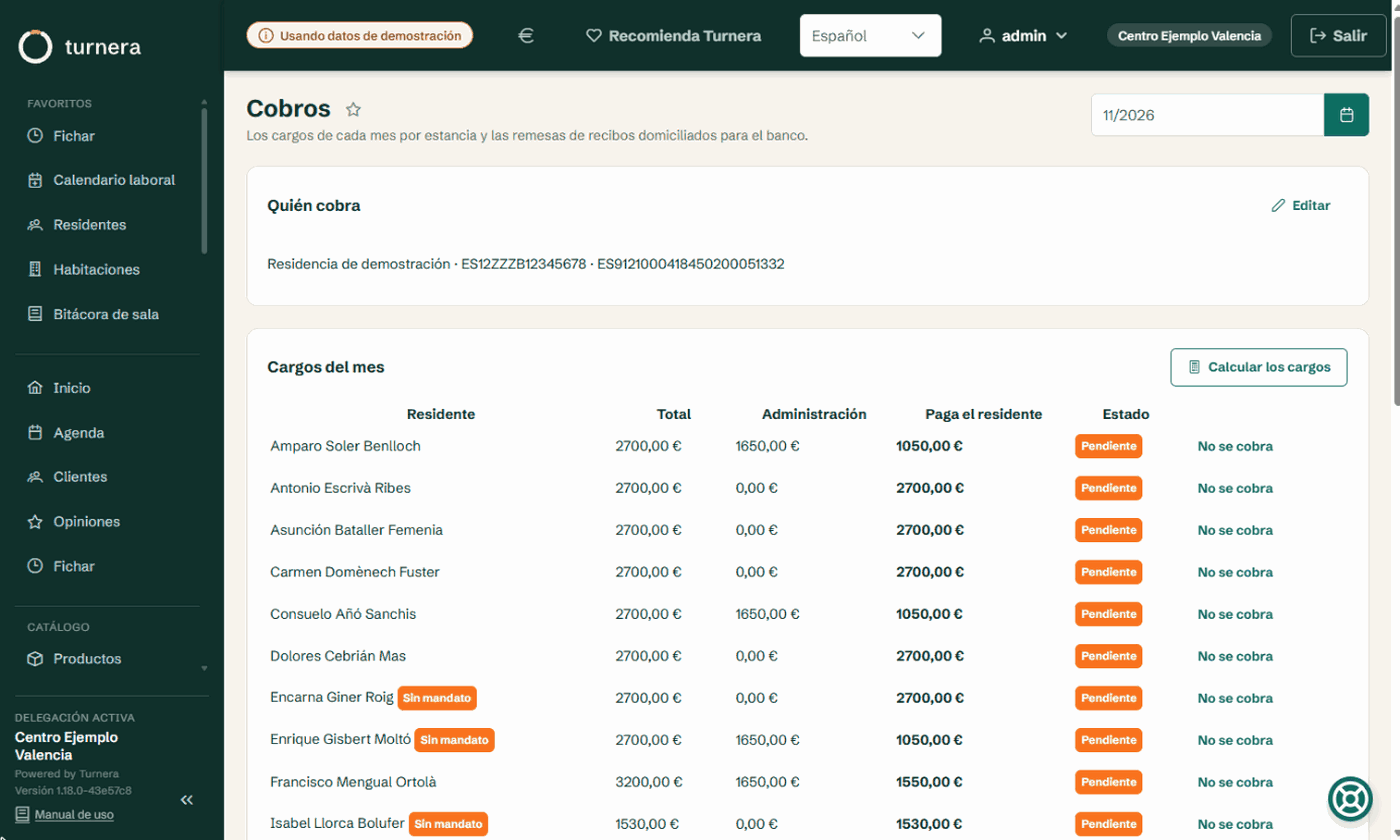 turnera
Usando datos de demostración
€
Recomienda Turnera
Español
admin
Centro Ejemplo Valencia
Salir
FAVORITOS
Fichar
Calendario laboral
Residentes
Habitaciones
Bitácora de sala
Inicio
Agenda
Clientes
Opiniones
Fichar
CATÁLOGO
Productos
DELEGACIÓN ACTIVA
Centro Ejemplo
Valencia
Powered by Turnera
Versión 1.18.0-43e57c8
Manual de uso
Cobros
11/2026
Los cargos de cada mes por estancia y las remesas de recibos domiciliados para el banco.
Quién cobra
Editar
Residencia de demostración · ES12ZZZB12345678 · ES9121000418450200051332
Cargos del mes
Calcular los cargos
Residente Total Administración Paga el residente Estado
Amparo Soler Benlloch 2700,00 € 1650,00 € 1050,00 € Pendiente No se cobra
Antonio Escrivà Ribes 2700,00 € 0,00 € 2700,00 € Pendiente No se cobra
Asunción Bataller Femenia 2700,00 € 0,00 € 2700,00 € Pendiente No se cobra
Carmen Domènech Fuster 2700,00 € 0,00 € 2700,00 € Pendiente No se cobra
Consuelo Añó Sanchis 2700,00 € 1650,00 € 1050,00 € Pendiente No se cobra
Dolores Cebrián Mas 2700,00 € 0,00 € 2700,00 € Pendiente No se cobra
Encarna Giner Roig Sin mandato 2700,00 € 0,00 € 2700,00 € Pendiente No se cobra
Enrique Gisbert Moltó Sin mandato 2700,00 € 1650,00 € 1050,00 € Pendiente No se cobra
Francisco Mengual Ortolà 3200,00 € 1650,00 € 1550,00 € Pendiente No se cobra
Isabel Llorca Bolufer Sin mandato 1530,00 € 0,00 € 1530,00 € Pendiente No se cobra